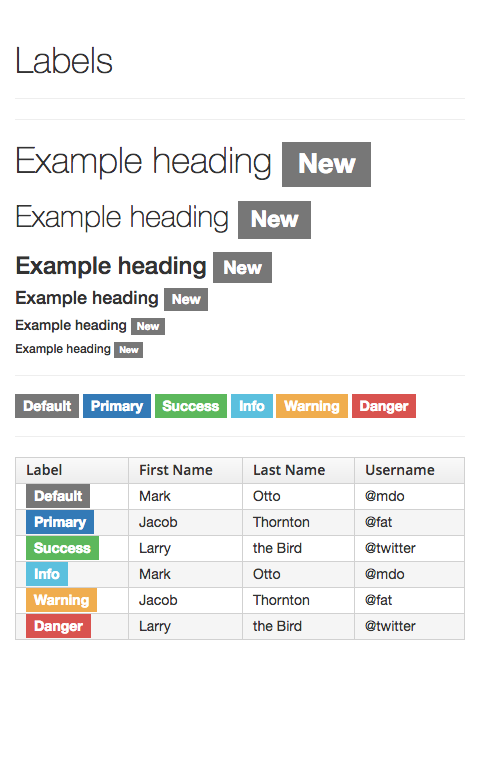 Labels
Example heading New
Example heading New
Example heading New
Example heading New
Example heading New
Example heading New
Default Primary Success Info Warning Danger
Label First Name Last Name Username
Default Mark Otto @mdo
Primary Jacob Thornton @fat
Success Larry the Bird @twitter
Info Mark Otto @mdo
Warning Jacob Thornton @fat
Danger Larry the Bird @twitter